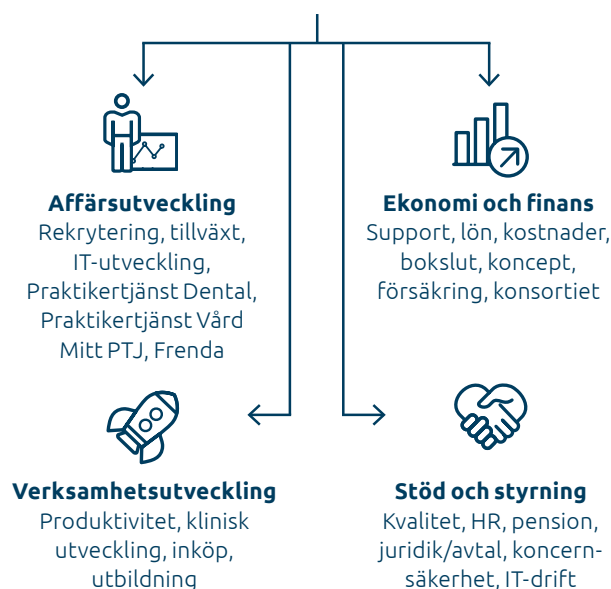 Affärsutveckling
Rekrytering, tillväxt,
IT-utveckling,
Praktikertjänst Dental,
Praktikertjänst Vård
Mitt PTJ, Frenda
Ekonomi och finans
Support, lön, kostnader,
bokslut, koncept,
försäkring, konsortiet
Verksamhetsutveckling
Produktivitet, klinisk
utveckling, inköp,
utbildning
Stöd och styrning
Kvalitet, HR, pension,
juridik/avtal, koncern-
säkerhet, IT-drift